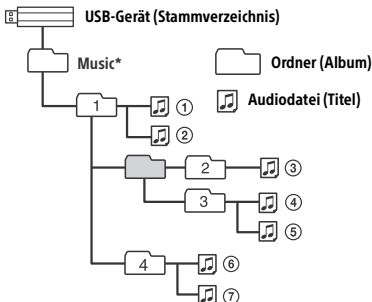 USB-Gerät (Stammverzeichnis)
Music*
Ordner (Album)
Audiodatei (Titel)
1
①
②
2
③
3
④
⑤
4
⑥
⑦